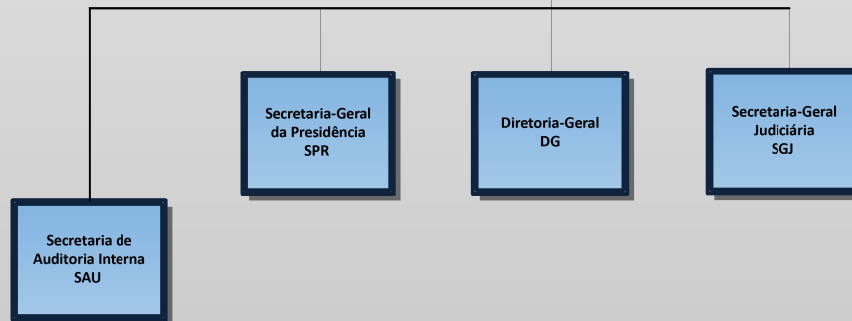 Secretaria-Geral
da Presidência
SPR
Diretoria-Geral
DG
Secretaria-Geral
Judiciária
SGJ
Secretaria de
Auditoria Interna
SAU